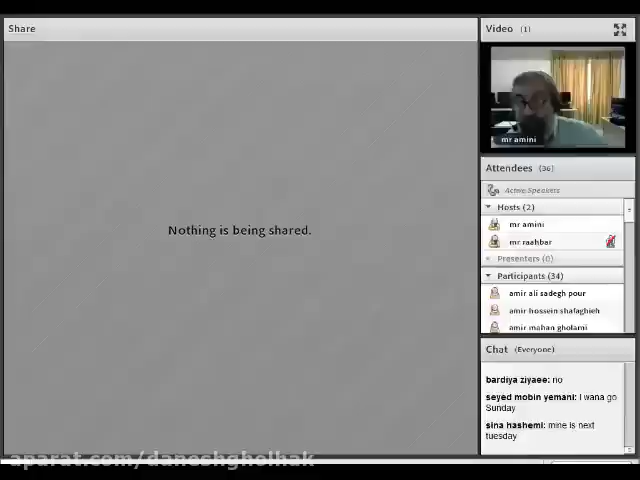 Share
Nothing is being shared.
Video (1)
mr amini
Attendees (36)
Active Speakers
Hosts (2)
mr amini
mr raahbar
Presenters (0)
Participants (34)
amir ali sadegh pour
amir hossein shafaghieh
amir mahan gholami
Chat (Everyone)
bardiya ziyaee: no
seyed mobin yemani: I wana go
Sunday
sina hashemi: mine is next
tuesday
aparat.com/daneshgholhak